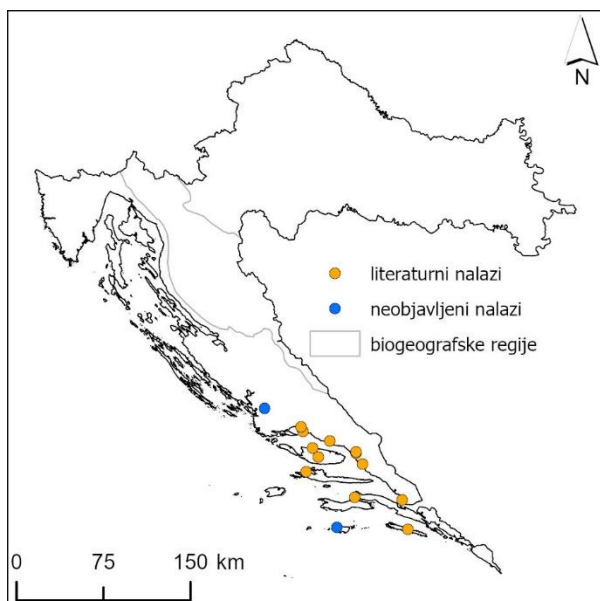 N
literaturni nalazi
neobjavljeni nalazi
biogeografske regije
0 75 150 km